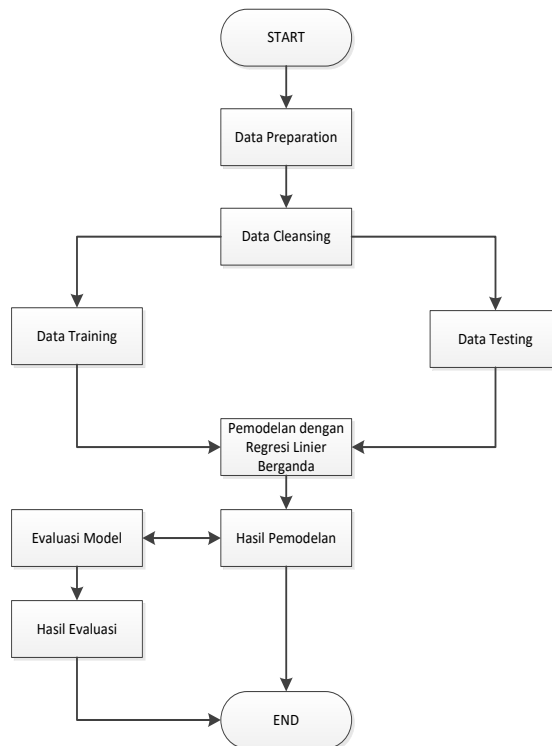 START
Data Preparation
Data Cleansing
Data Training
Data Testing
Pemodelan dengan
Regresi Linier
Berganda
Evaluasi Model
Hasil Pemodelan
Hasil Evaluasi
END